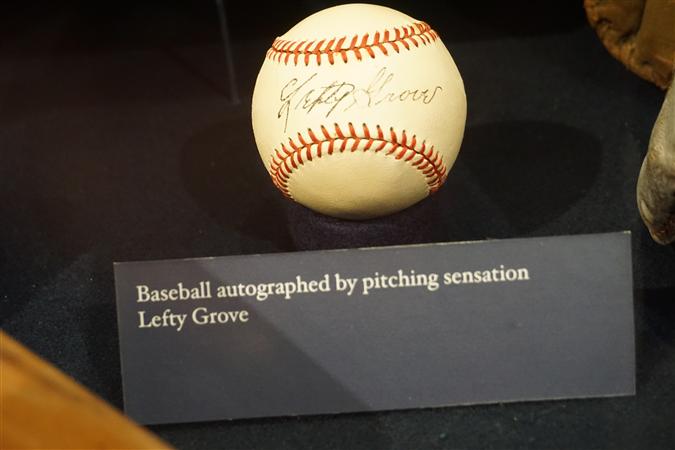 Lefty Grove
Baseball autographed by pitching sensation
Lefty Grove